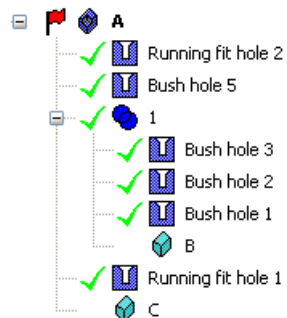 A
Running fit hole 2
Bush hole 5
1
Bush hole 3
Bush hole 2
Bush hole 1
B
Running fit hole 1
C